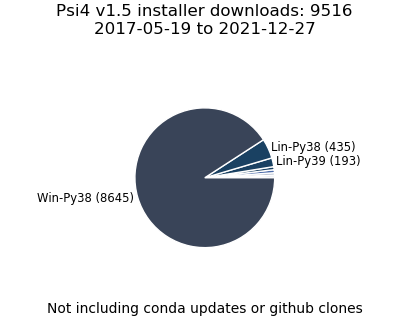 Psi4 v1.5 installer downloads: 9516
2017-05-19 to 2021-12-27
Lin-Py38 (435)
Lin-Py39 (193)
Win-Py38 (8645)
Not including conda updates or github clones